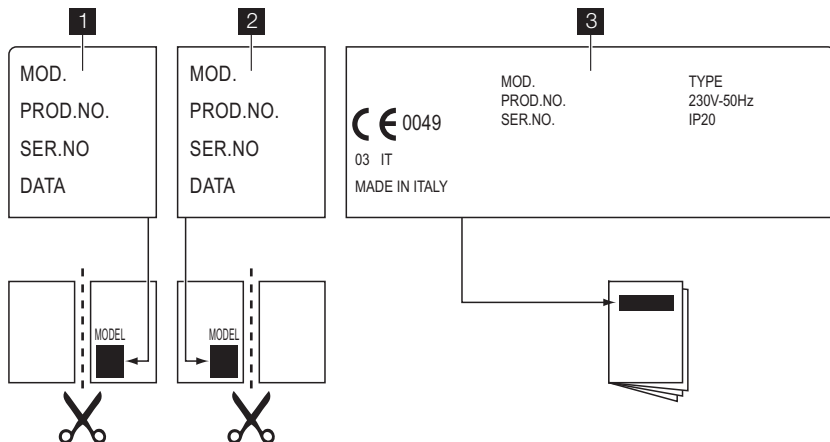 1
MOD.
PROD.NO.
SER.NO
DATA
2
MOD.
PROD.NO.
SER.NO
DATA
3
MOD.
PROD.NO.
SER.NO.
TYPE
230V-50Hz
IP20
CE 0049
03 IT
MADE IN ITALY
MODEL
MODEL